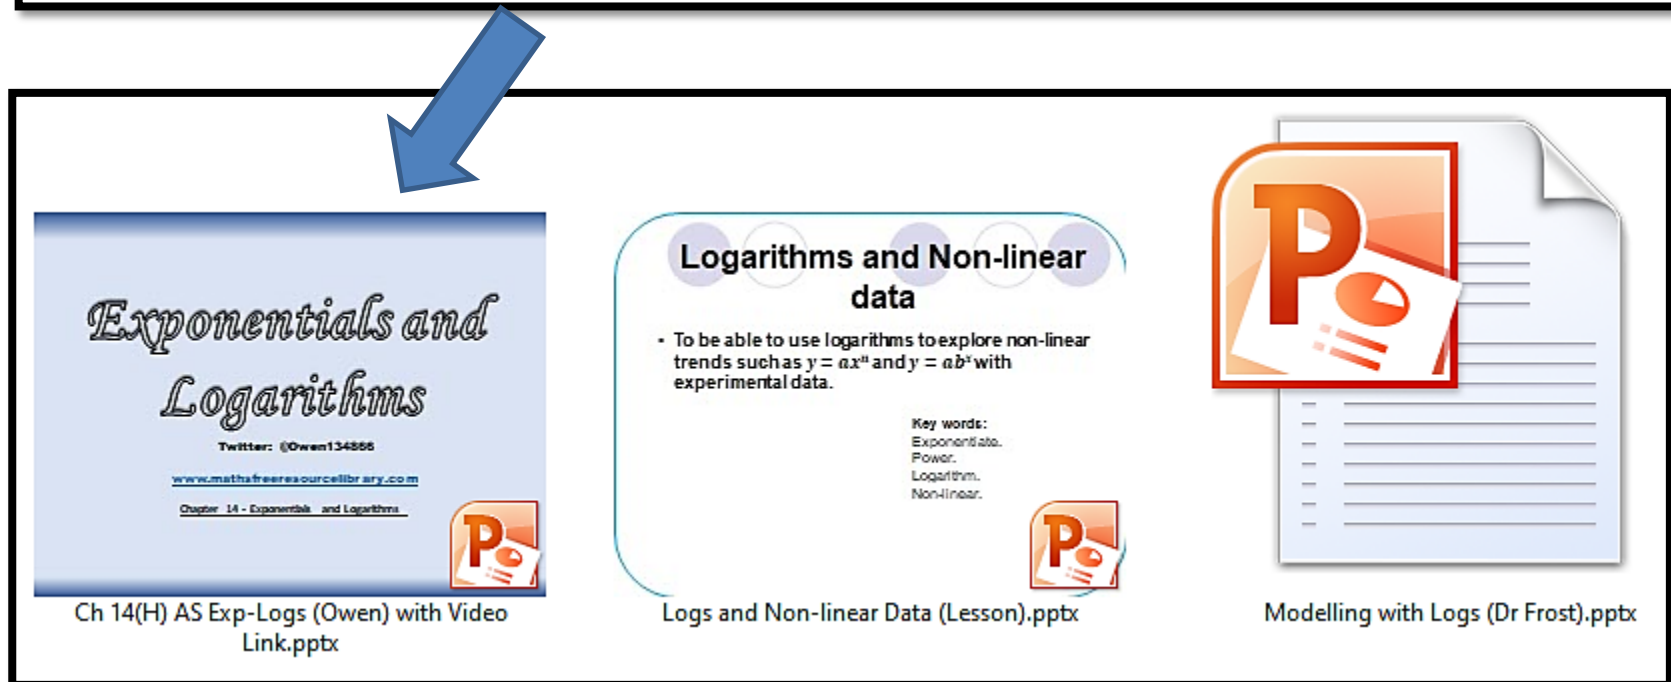 Exponentials and
Logarithms
Twitter: @Owen134866
www.mathsfreeresourcelibrary.com
Chapter 14 - Exponentials and Logarithms
Ch 14(H) AS Exp-Logs (Owen) with Video
Link.pptx
Logarithms and Non-linear
data
• To be able to use logarithms to explore non-linear
trends such as y = axⁿ and y = abˣ with
experimental data.
Key words:
Exponentiate.
Power.
Logarithm.
Non-linear.
Logs and Non-linear Data (Lesson).pptx
Modelling with Logs (Dr Frost).pptx